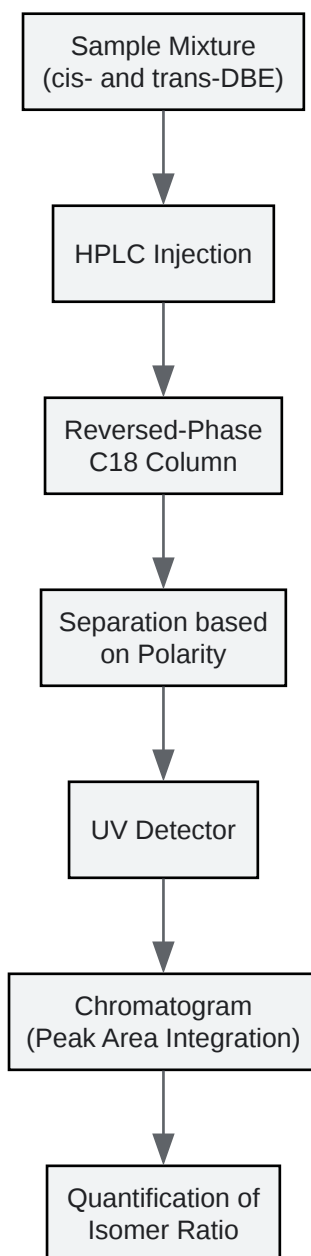 Sample Mixture
(cis- and trans-DBE)
HPLC Injection
Reversed-Phase
C18 Column
Separation based
on Polarity
UV Detector
Chromatogram
(Peak Area Integration)
Quantification of
Isomer Ratio